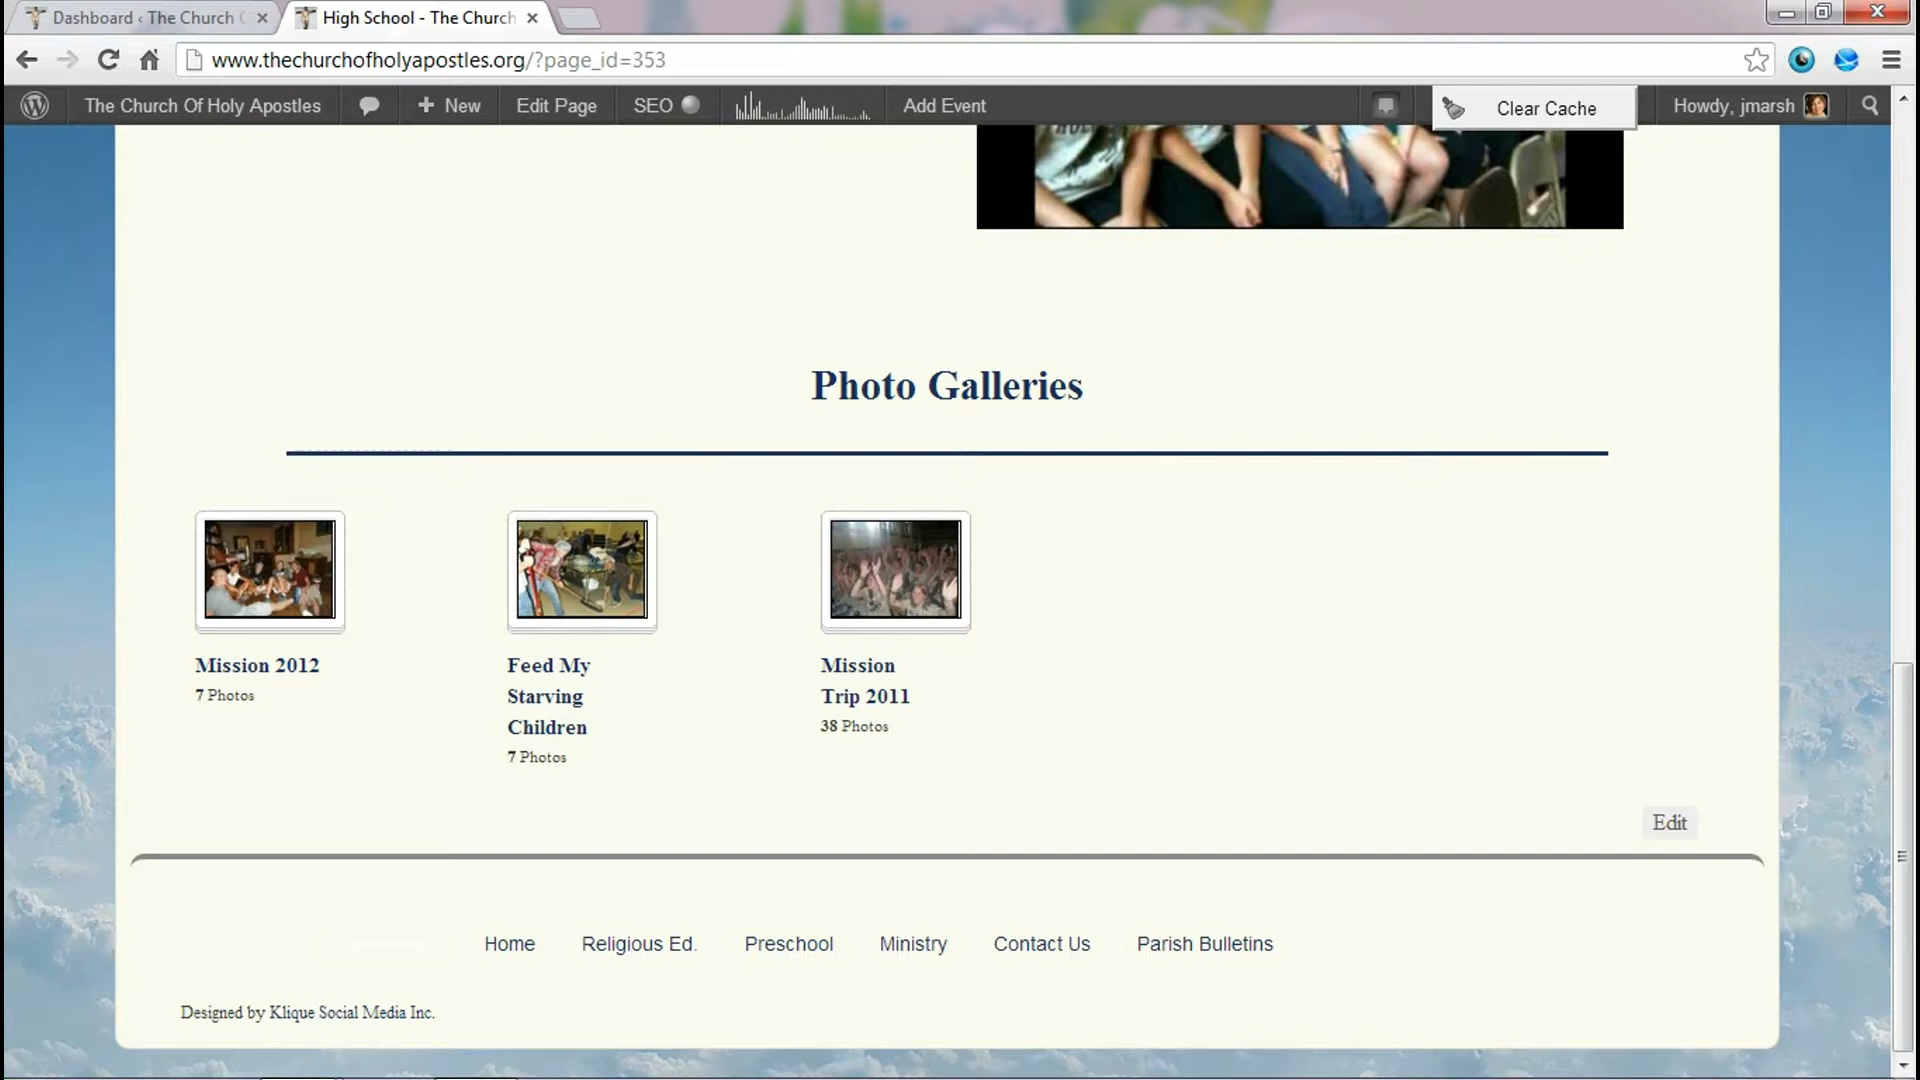 Dashboard ‹ The Church
High School - The Church
www.thechurchofholyapostles.org/?page_id=353
The Church Of Holy Apostles
New
Edit Page
SEO
Add Event
Clear Cache
Howdy, jmarsh
Photo Galleries
Mission 2012
7 Photos
Feed My
Starving
Children
7 Photos
Mission
Trip 2011
38 Photos
Edit
Home
Religious Ed.
Preschool
Ministry
Contact Us
Parish Bulletins
Designed by Klique Social Media Inc.